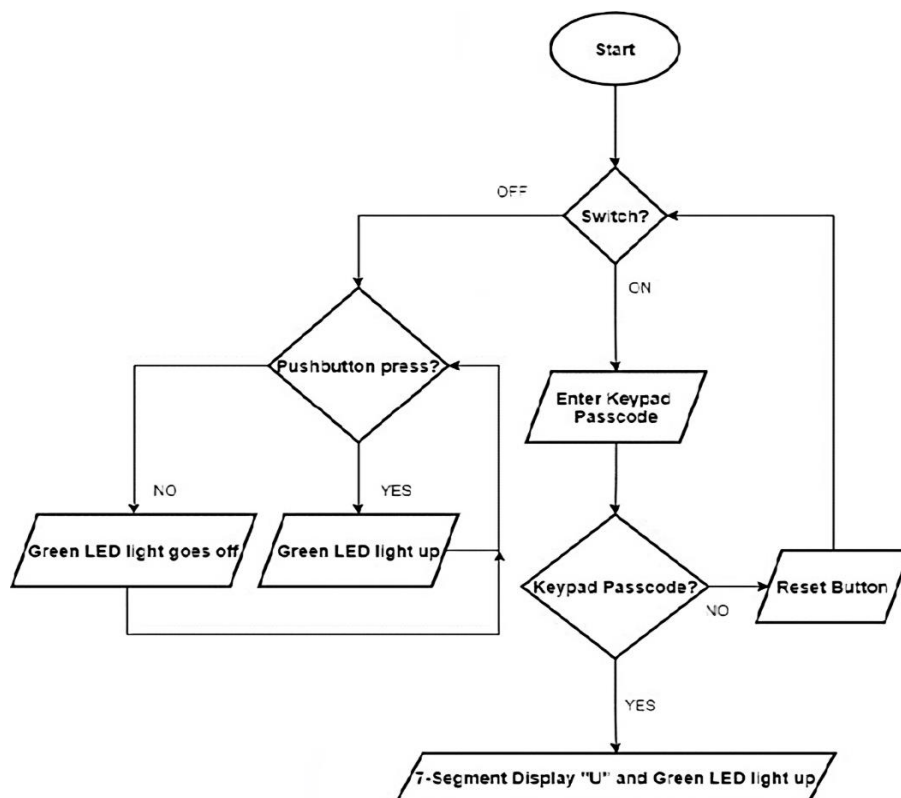 Start
OFF
Switch?
ON
Pushbutton press?
Enter Keypad
Passcode
NO
YES
Green LED light goes off
Green LED light up
Keypad Passcode?
NO
Reset Button
YES
7-Segment Display "U" and Green LED light up